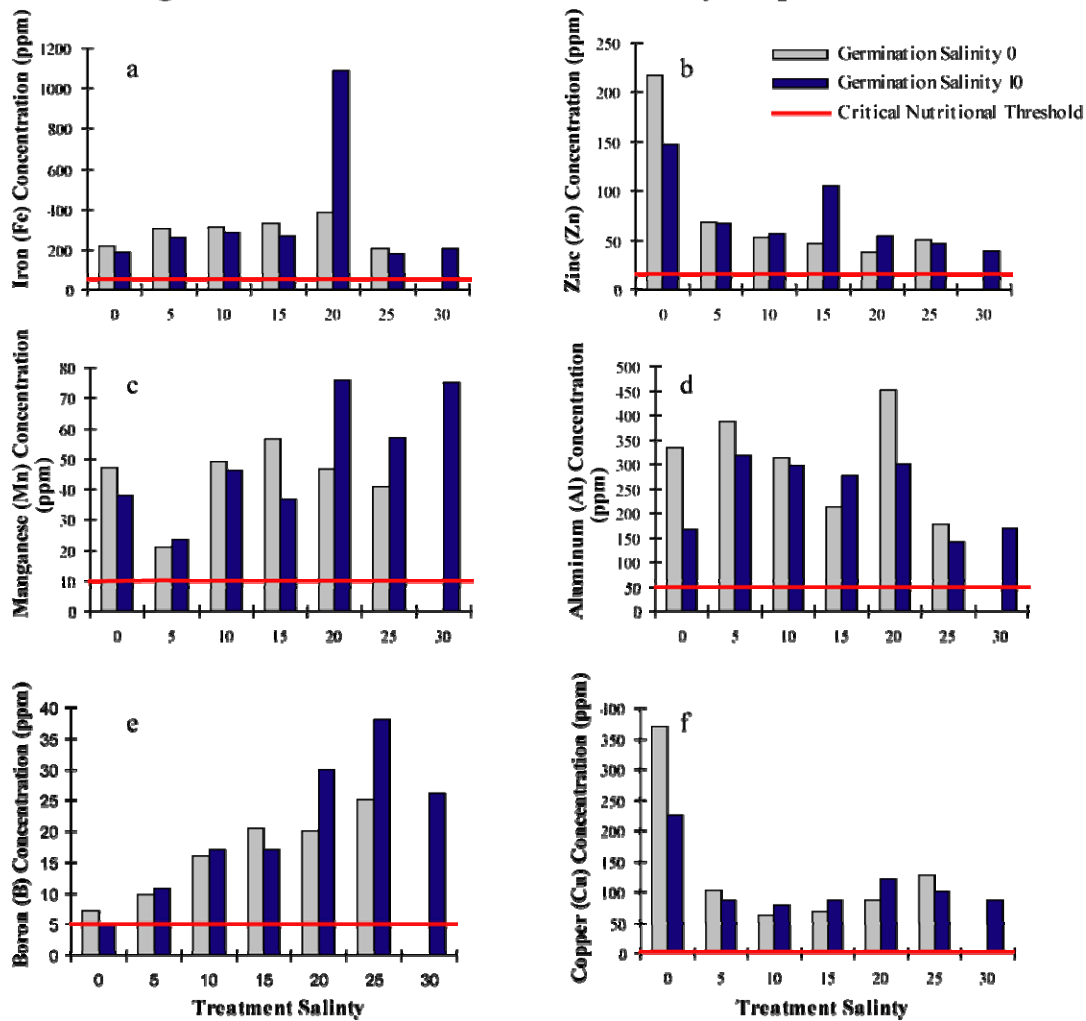 a
Iron (Fe) Concentration (ppm)
1200
1000
800
600
400
200
0
0 5 10 15 20 25 30
b
Zinc (Zn) Concentration (ppm)
250
200
150
100
50
0
0 5 10 15 20 25 30
Germination Salinity 0
Germination Salinity 10
Critical Nutritional Threshold
c
Manganese (Mn) Concentration
(ppm)
80
70
60
50
40
30
20
10
0
0 5 10 15 20 25 30
d
Aluminum (Al) Concentration
(ppm)
500
450
400
350
300
250
200
150
100
50
0
0 5 10 15 20 25 30
e
Boron (B) Concentration (ppm)
40
35
30
25
20
15
10
5
0
0 5 10 15 20 25 30
Treatment Salinty
f
Copper (Cu) Concentration (ppm)
400
350
300
250
200
150
100
50
0
0 5 10 15 20 25 30
Treatment Salinty